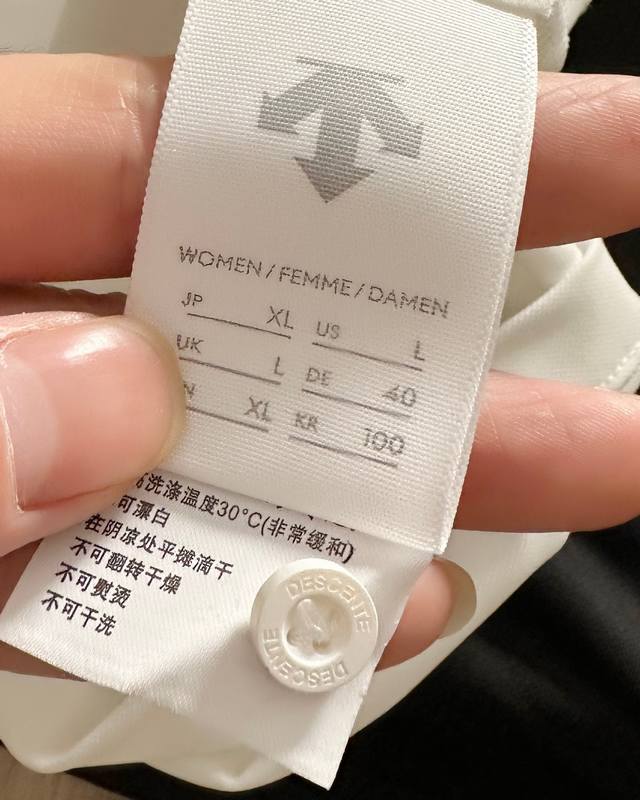 WOMEN / FEMME / DAMEN
JP XL US L
UK L DE 40
N XL KR 100
洗涤温度30°C(非常缓和)
可漂白
在阴凉处平摊滴干
不可翻转干燥
不可熨烫
不可干洗
DESCENTE
DESCENTE